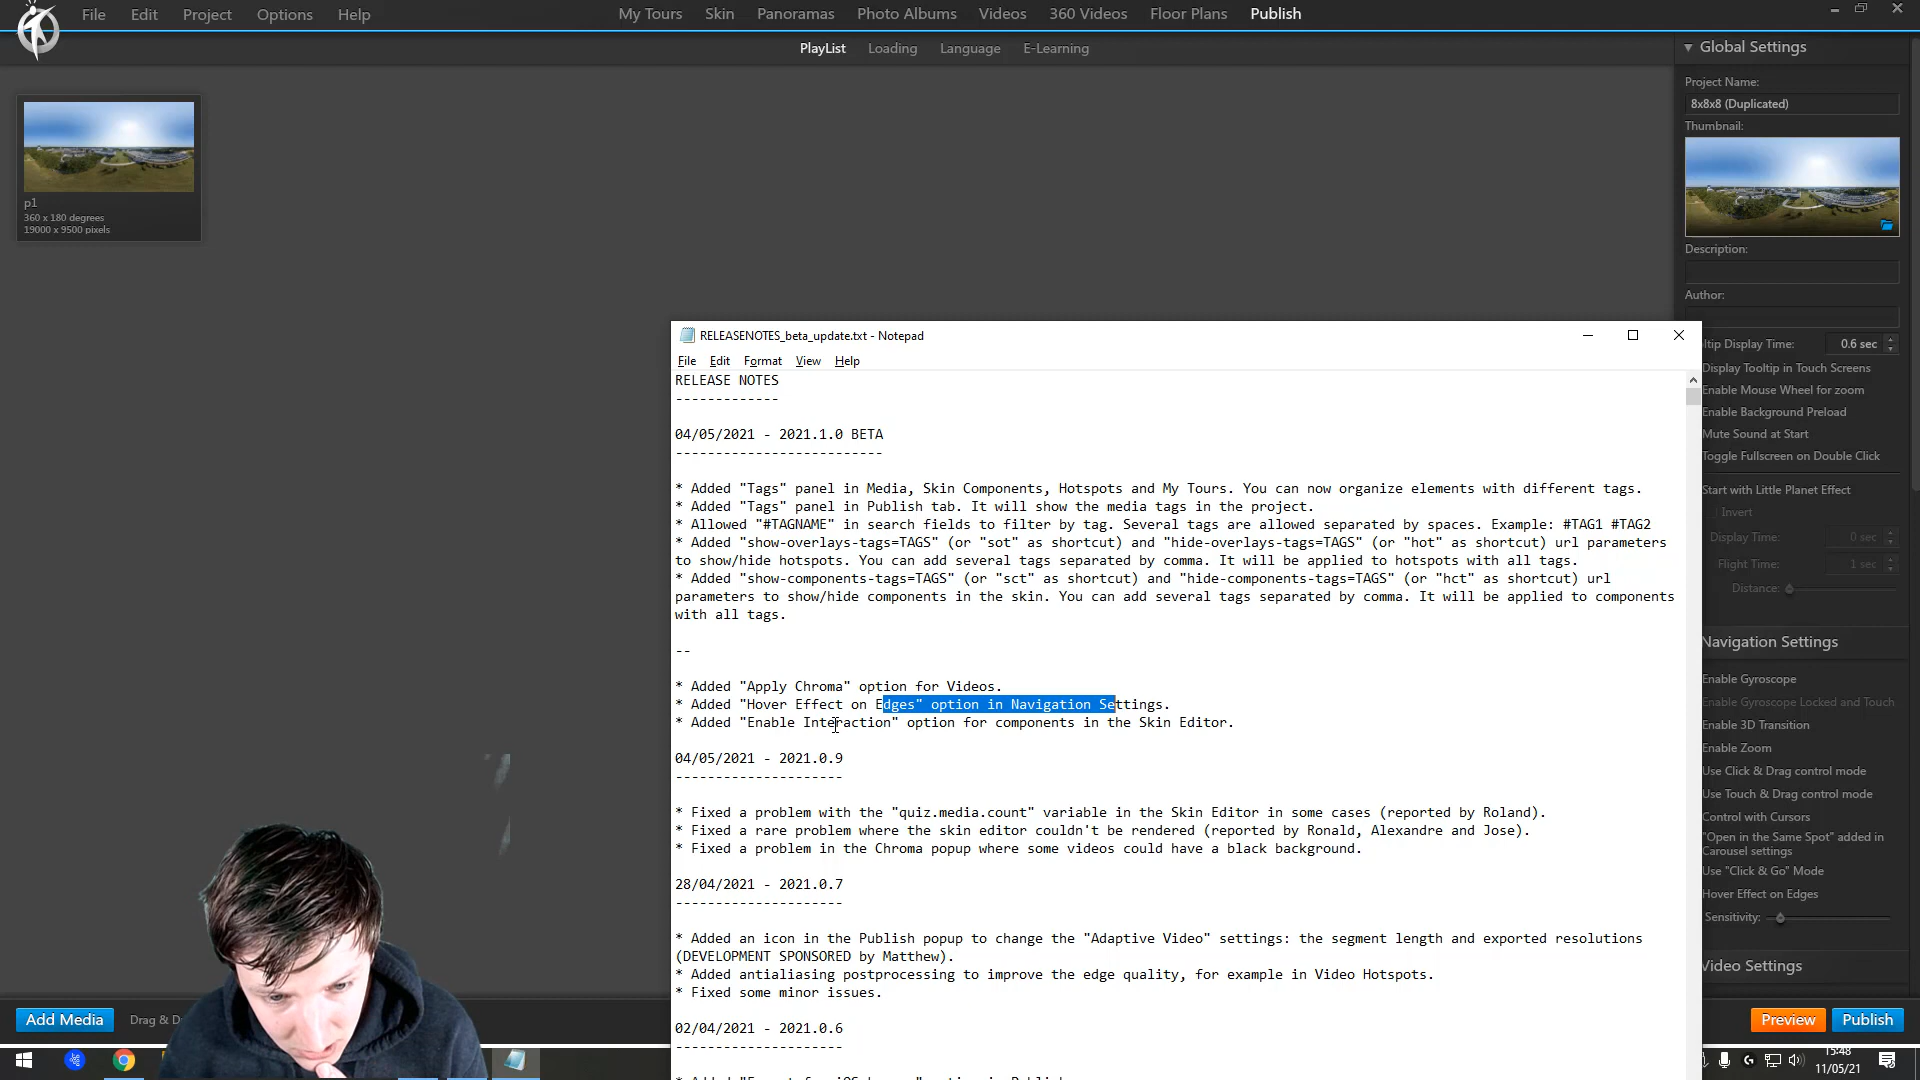 File Edit Project Options Help
My Tours Skin Panoramas Photo Albums Videos 360 Videos Floor Plans Publish
PlayList Loading Language E-Learning
p1
360 x 180 degrees
19000 x 9500 pixels
Global Settings
Project Name:
8x8x8 (Duplicated)
Thumbnail:
Description:
Author:
ltip Display Time: 0.6 sec
Display Tooltip in Touch Screens
Enable Mouse Wheel for zoom
Enable Background Preload
Mute Sound at Start
Toggle Fullscreen on Double Click
Start with Little Planet Effect
Invert
Display Time: 0 sec
Flight Time: 1 sec
Distance:
Navigation Settings
Enable Gyroscope
Enable Gyroscope Locked and Touch
Enable 3D Transition
Enable Zoom
Use Click & Drag control mode
Use Touch & Drag control mode
Control with Cursors
"Open in the Same Spot" added in
Carousel settings
Use "Click & Go" Mode
Hover Effect on Edges
Sensitivity:
Video Settings
RELEASENOTES_beta_update.txt - Notepad
File Edit Format View Help
RELEASE NOTES
-------------
04/05/2021 - 2021.1.0 BETA
--------------------------
* Added "Tags" panel in Media, Skin Components, Hotspots and My Tours. You can now organize elements with different tags.
* Added "Tags" panel in Publish tab. It will show the media tags in the project.
* Allowed "#TAGNAME" in search fields to filter by tag. Several tags are allowed separated by spaces. Example: #TAG1 #TAG2
* Added "show-overlays-tags=TAGS" (or "sot" as shortcut) and "hide-overlays-tags=TAGS" (or "hot" as shortcut) url parameters
to show/hide hotspots. You can add several tags separated by comma. It will be applied to hotspots with all tags.
* Added "show-components-tags=TAGS" (or "sct" as shortcut) and "hide-components-tags=TAGS" (or "hct" as shortcut) url
parameters to show/hide components in the skin. You can add several tags separated by comma. It will be applied to components
with all tags.
--
* Added "Apply Chroma" option for Videos.
* Added "Hover Effect on Edges" option in Navigation Settings.
* Added "Enable Interaction" option for components in the Skin Editor.
04/05/2021 - 2021.0.9
---------------------
* Fixed a problem with the "quiz.media.count" variable in the Skin Editor in some cases (reported by Roland).
* Fixed a rare problem where the skin editor couldn't be rendered (reported by Ronald, Alexandre and Jose).
* Fixed a problem in the Chroma popup where some videos could have a black background.
28/04/2021 - 2021.0.7
---------------------
* Added an icon in the Publish popup to change the "Adaptive Video" settings: the segment length and exported resolutions
(DEVELOPMENT SPONSORED by Matthew).
* Added antialiasing postprocessing to improve the edge quality, for example in Video Hotspots.
* Fixed some minor issues.
02/04/2021 - 2021.0.6
---------------------
Add Media Drag & D
Preview Publish
15:48
11/05/21